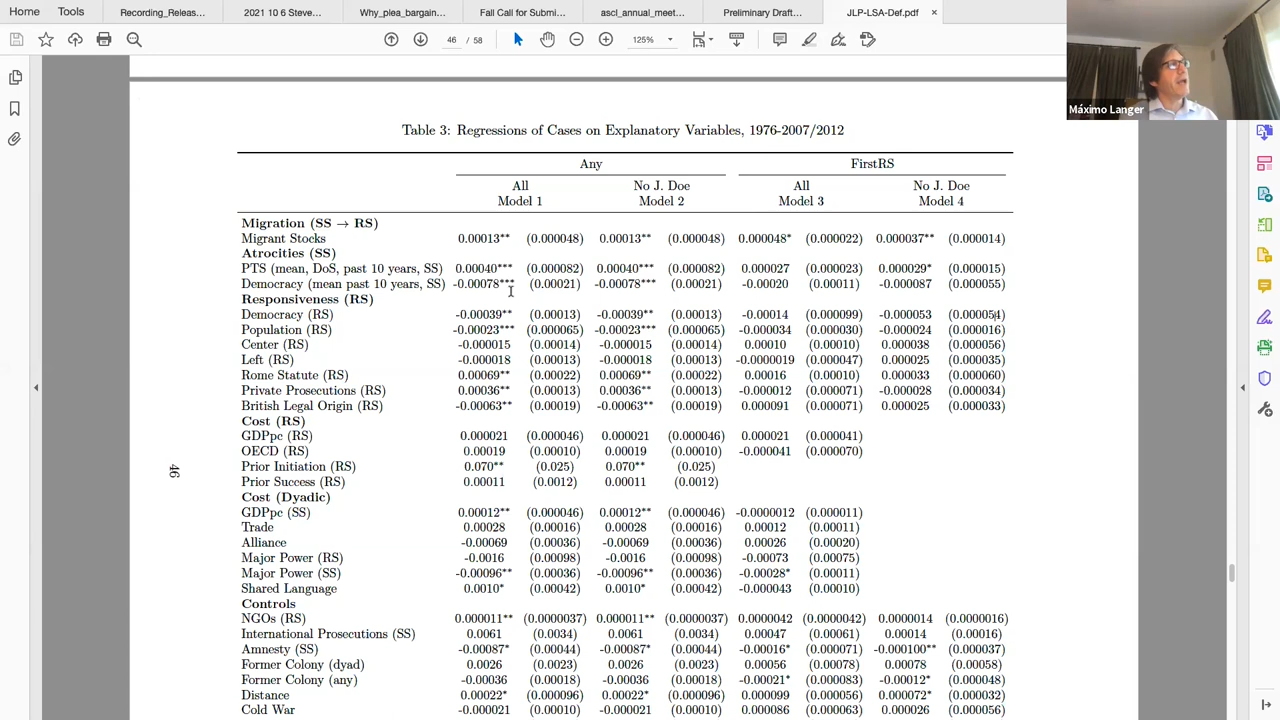 Home Tools Recording_Releas... 2021 10 6 Steve... Why_plea_bargain... Fall Call for Submi... ascl_annual_meet... Preliminary Draft... JLP-LSA-Def.pdf ×
46 / 58 125%
Máximo Langer
Table 3: Regressions of Cases on Explanatory Variables, 1976-2007/2012
Any FirstRS
All No J. Doe All No J. Doe
Model 1 Model 2 Model 3 Model 4
Migration (SS → RS)
Migrant Stocks 0.00013** (0.000048) 0.00013** (0.000048) 0.000048* (0.000022) 0.000037** (0.000014)
Atrocities (SS)
PTS (mean, DoS, past 10 years, SS) 0.00040*** (0.000082) 0.00040*** (0.000082) 0.000027 (0.000023) 0.000029* (0.000015)
Democracy (mean past 10 years, SS) -0.00078*** (0.00021) -0.00078*** (0.00021) -0.00020 (0.00011) -0.000087 (0.000055)
Responsiveness (RS)
Democracy (RS) -0.00039** (0.00013) -0.00039** (0.00013) -0.00014 (0.000099) -0.000053 (0.000054)
Population (RS) -0.00023*** (0.000065) -0.00023*** (0.000065) -0.000034 (0.000030) -0.000024 (0.000016)
Center (RS) -0.000015 (0.00014) -0.000015 (0.00014) 0.00010 (0.00010) 0.000038 (0.000056)
Left (RS) -0.000018 (0.00013) -0.000018 (0.00013) -0.0000019 (0.000047) 0.000025 (0.000035)
Rome Statute (RS) 0.00069** (0.00022) 0.00069** (0.00022) 0.00016 (0.00010) 0.000033 (0.000060)
Private Prosecutions (RS) 0.00036** (0.00013) 0.00036** (0.00013) -0.000012 (0.000071) -0.000028 (0.000034)
British Legal Origin (RS) -0.00063** (0.00019) -0.00063** (0.00019) 0.000091 (0.000071) 0.000025 (0.000033)
Cost (RS)
GDPpc (RS) 0.000021 (0.000046) 0.000021 (0.000046) 0.000021 (0.000041)
OECD (RS) 0.00019 (0.00010) 0.00019 (0.00010) -0.000041 (0.000070)
Prior Initiation (RS) 0.070** (0.025) 0.070** (0.025)
Prior Success (RS) 0.00011 (0.0012) 0.00011 (0.0012)
Cost (Dyadic)
GDPpc (SS) 0.00012** (0.000046) 0.00012** (0.000046) -0.0000012 (0.000011)
Trade 0.00028 (0.00016) 0.00028 (0.00016) 0.00012 (0.00011)
Alliance -0.00069 (0.00036) -0.00069 (0.00036) 0.00026 (0.00020)
Major Power (RS) -0.0016 (0.00098) -0.0016 (0.00098) -0.00073 (0.00075)
Major Power (SS) -0.00096** (0.00036) -0.00096** (0.00036) -0.00028* (0.00011)
Shared Language 0.0010* (0.00042) 0.0010* (0.00042) -0.000043 (0.00010)
Controls
NGOs (RS) 0.000011** (0.0000037) 0.000011** (0.0000037) 0.0000042 (0.0000042) 0.0000014 (0.0000016)
International Prosecutions (SS) 0.0061 (0.0034) 0.0061 (0.0034) 0.00047 (0.00061) 0.00014 (0.00016)
Amnesty (SS) -0.00087* (0.00044) -0.00087* (0.00044) -0.00016* (0.000071) -0.000100** (0.000037)
Former Colony (dyad) 0.0026 (0.0023) 0.0026 (0.0023) 0.00056 (0.00078) 0.00078 (0.00058)
Former Colony (any) -0.00036 (0.00018) -0.00036 (0.00018) -0.00021* (0.000083) -0.00012* (0.000048)
Distance 0.00022* (0.000096) 0.00022* (0.000096) 0.000099 (0.000056) 0.000072* (0.000032)
Cold War -0.000021 (0.00010) -0.000021 (0.00010) 0.000086 (0.000063) 0.000026 (0.000056)
46